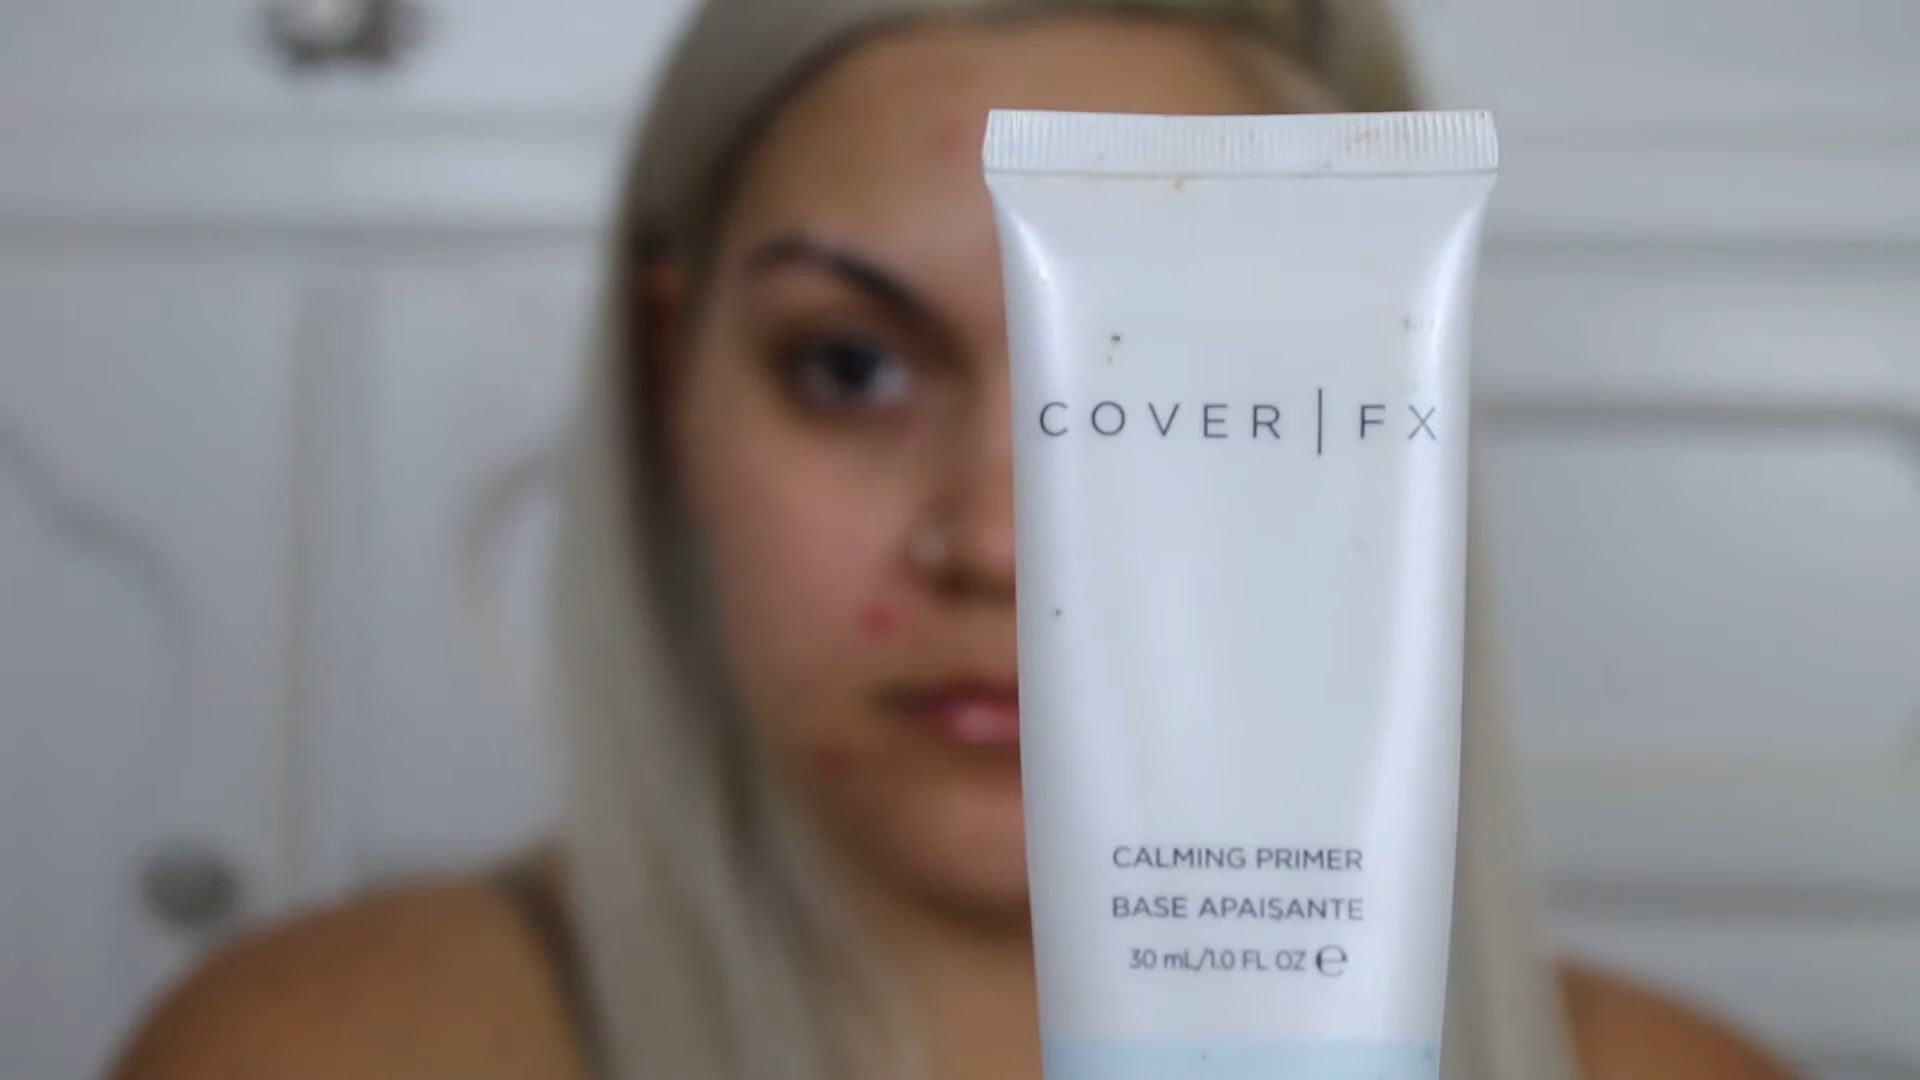 COVER | FX
CALMING PRIMER
BASE APAISANTE
30 mL/1.0 FL OZ ℮